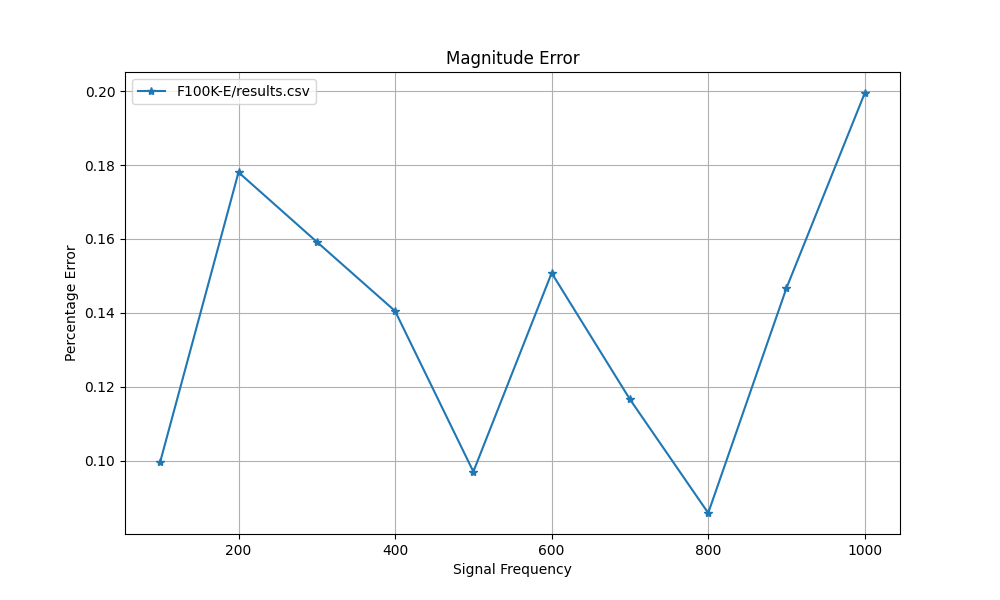 Magnitude Error
F100K-E/results.csv
Percentage Error
0.20
0.18
0.16
0.14
0.12
0.10
200 400 600 800 1000
Signal Frequency